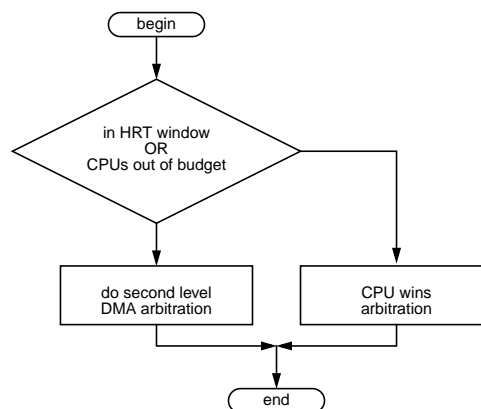 begin
in HRT window
OR
CPUs out of budget
do second level
DMA arbitration
CPU wins
arbitration
end